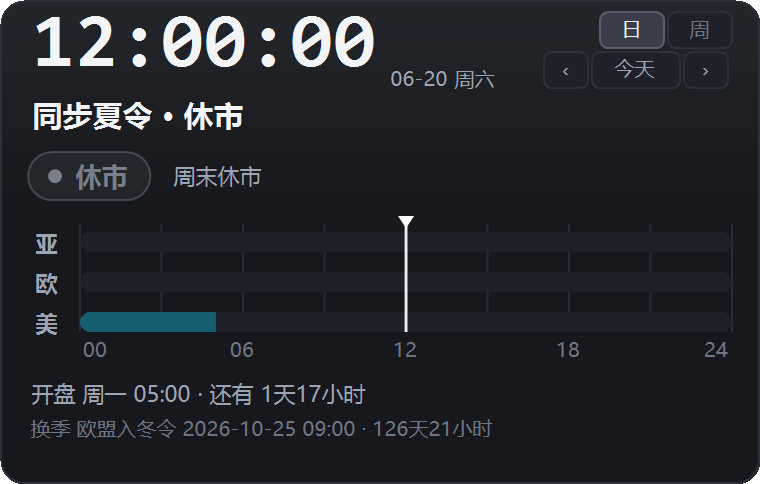 12:00:00 06-20 周六
日 周
‹ 今天 ›
同步夏令 · 休市
休市 周末休市
亚
欧
美
00 06 12 18 24
开盘 周一 05:00 · 还有 1天17小时
换季 欧盟入冬令 2026-10-25 09:00 · 126天21小时